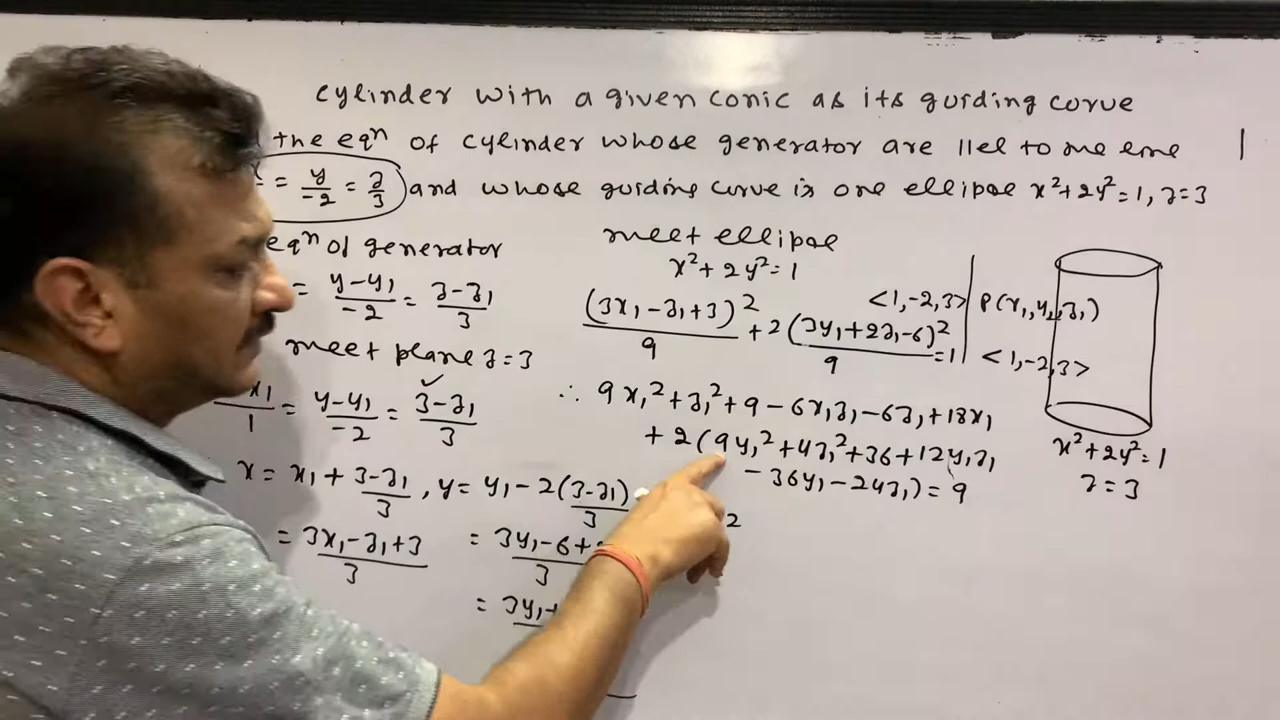 cylinder with a given conic as its guiding curve
the eqⁿ of cylinder whose generator are llel to the line
= y/-2 = z/3 and whose guiding curve is the ellipse x²+2y²=1, z=3
eqⁿ of generator
= y-y₁/-2 = z-z₁/3
meet plane z=3
x₁/1 = y-y₁/-2 = 3-z₁/3
x = x₁ + 3-z₁/3, y = y₁ - 2(3-z₁)/3
= 3x₁-z₁+3/3
= 3y₁-6+
/3
= 3y₁+
meet ellipse
x²+2y²=1
(3x₁-z₁+3)²/9 + 2(3y₁+2z₁-6)²/9 = 1
∴ 9x₁²+z₁²+9-6x₁z₁-6z₁+18x₁
+2(9y₁²+4z₁²+36+12y₁z₁
-36y₁-24z₁)=9
2
<1,-2,3>
P(x₁,y₁,z₁)
<1,-2,3>
x²+2y²=1
z=3